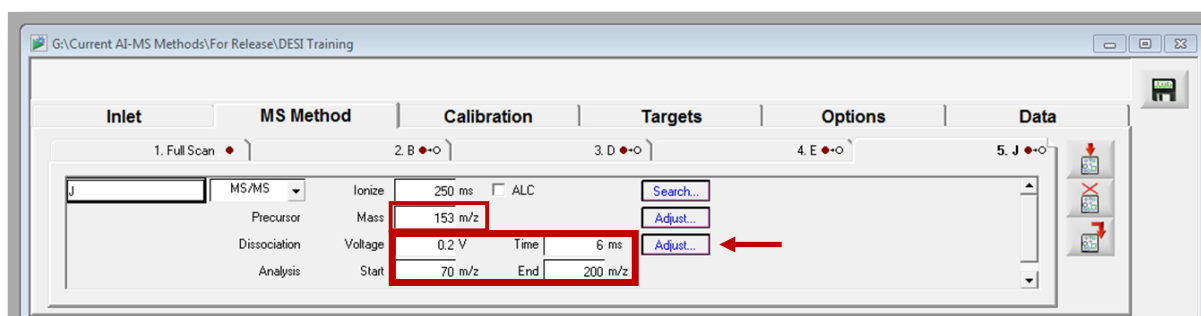 G:\Current AI-MS Methods\For Release\DESI Training
Inlet MS Method Calibration Targets Options Data
1. Full Scan 2. B 3. D 4. E 5. J
J MS/MS Ionize 250 ms ALC Search...
Precursor Mass 153 m/z Adjust...
Dissociation Voltage 0.2 V Time 6 ms Adjust...
Analysis Start 70 m/z End 200 m/z